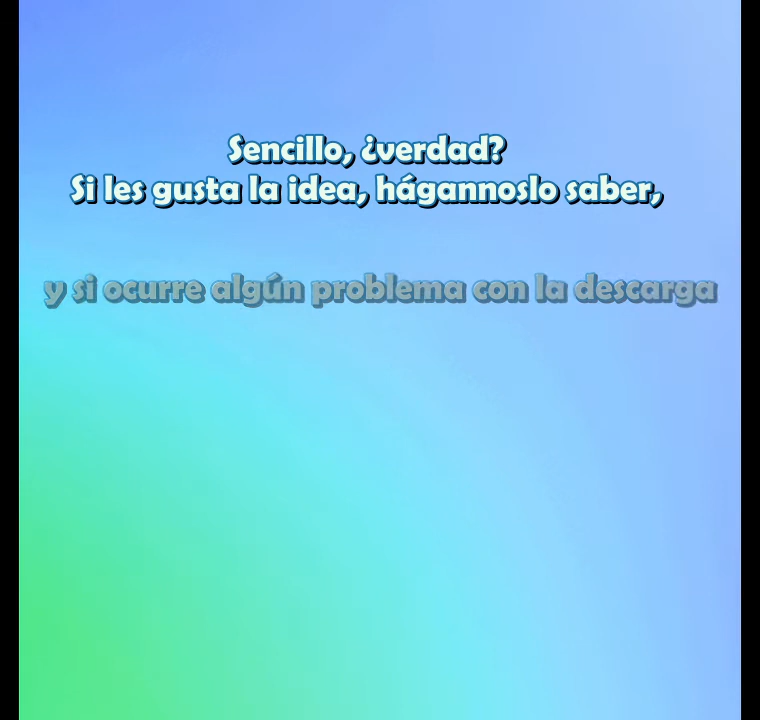 Sencillo, ¿verdad?
Si les gusta la idea, hágannoslo saber,
y si ocurre algún problema con la descarga